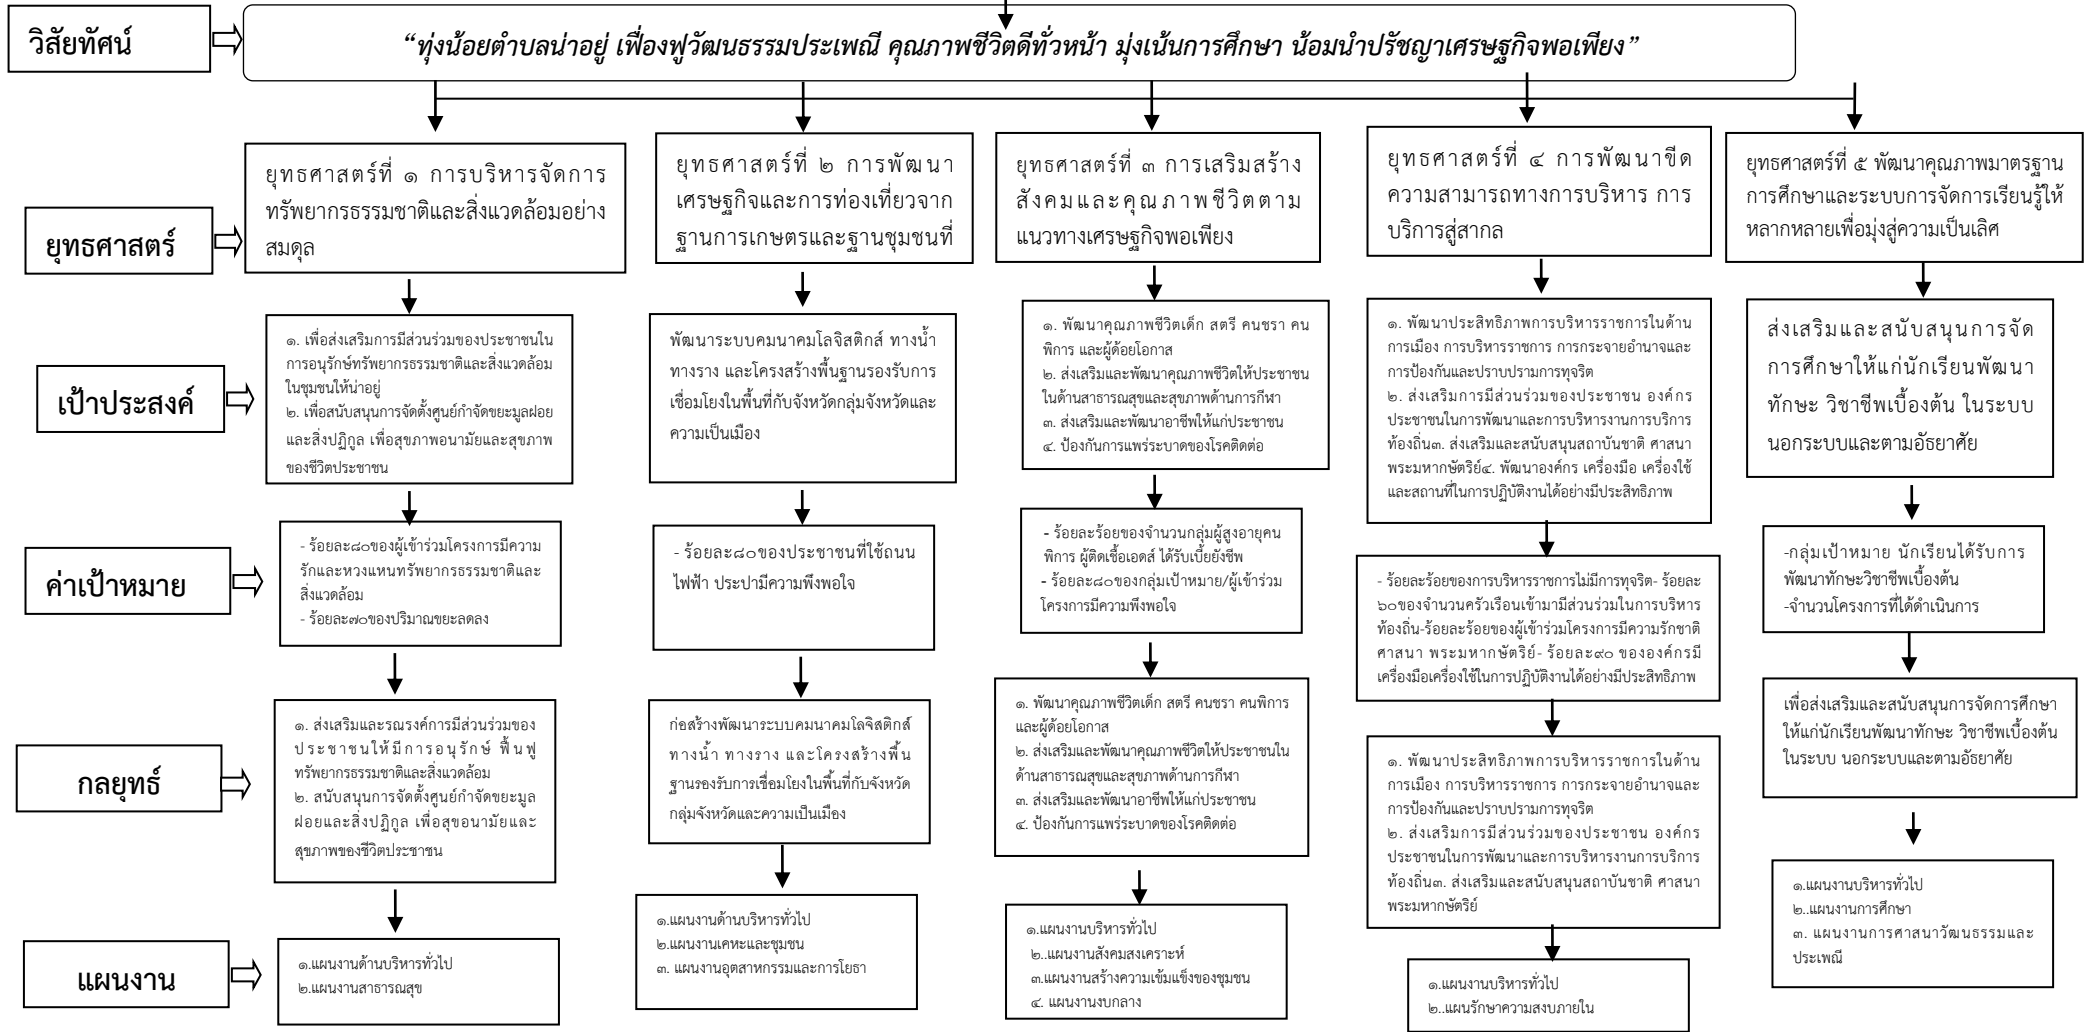 วิสัยทัศน์
“ทุ่งน้อยตำบลน่าอยู่ เฟื่องฟูวัฒนธรรมประเพณี คุณภาพชีวิตดีทั่วหน้า มุ่งเน้นการศึกษา น้อมนำปรัชญาเศรษฐกิจพอเพียง”
ยุทธศาสตร์
ยุทธศาสตร์ที่ ๑ การบริหารจัดการ
ทรัพยากรธรรมชาติและสิ่งแวดล้อมอย่าง
สมดุล
ยุทธศาสตร์ที่ ๒ การพัฒนา
เศรษฐกิจและการท่องเที่ยวจาก
ฐานการเกษตรและฐานชุมชนที่
ยุทธศาสตร์ที่ ๓ การเสริมสร้าง
สังคมและคุณภาพชีวิตตาม
แนวทางเศรษฐกิจพอเพียง
ยุทธศาสตร์ที่ ๔ การพัฒนาขีด
ความสามารถทางการบริหาร การ
บริการสู่สากล
ยุทธศาสตร์ที่ ๕ พัฒนาคุณภาพมาตรฐาน
การศึกษาและระบบการจัดการเรียนรู้ให้
หลากหลายเพื่อมุ่งสู่ความเป็นเลิศ
เป้าประสงค์
๑. เพื่อส่งเสริมการมีส่วนร่วมของประชาชนใน
การอนุรักษ์ทรัพยากรธรรมชาติและสิ่งแวดล้อม
ในชุมชนให้น่าอยู่
๒. เพื่อสนับสนุนการจัดตั้งศูนย์กำจัดขยะมูลฝอย
และสิ่งปฏิกูล เพื่อสุขภาพอนามัยและสุขภาพ
ของชีวิตประชาชน
พัฒนาระบบคมนาคมโลจิสติกส์ ทางน้ำ
ทางราง และโครงสร้างพื้นฐานรองรับการ
เชื่อมโยงในพื้นที่กับจังหวัดกลุ่มจังหวัดและ
ความเป็นเมือง
๑. พัฒนาคุณภาพชีวิตเด็ก สตรี คนชรา คน
พิการ และผู้ด้อยโอกาส
๒. ส่งเสริมและพัฒนาคุณภาพชีวิตให้ประชาชน
ในด้านสาธารณสุขและสุขภาพด้านการกีฬา
๓. ส่งเสริมและพัฒนาอาชีพให้แก่ประชาชน
๔. ป้องกันการแพร่ระบาดของโรคติดต่อ
๑. พัฒนาประสิทธิภาพการบริหารราชการในด้าน
การเมือง การบริหารราชการ การกระจายอำนาจและ
การป้องกันและปราบปรามการทุจริต
๒. ส่งเสริมการมีส่วนร่วมของประชาชน องค์กร
ประชาชนในการพัฒนาและการบริหารงานการบริการ
ท้องถิ่น๓. ส่งเสริมและสนับสนุนสถาบันชาติ ศาสนา
พระมหากษัตริย์๔. พัฒนาองค์กร เครื่องมือ เครื่องใช้
และสถานที่ในการปฏิบัติงานได้อย่างมีประสิทธิภาพ
ส่งเสริมและสนับสนุนการจัด
การศึกษาให้แก่นักเรียนพัฒนา
ทักษะ วิชาชีพเบื้องต้น ในระบบ
นอกระบบและตามอัธยาศัย
ค่าเป้าหมาย
- ร้อยละ๘๐ของผู้เข้าร่วมโครงการมีความ
รักและหวงแหนทรัพยากรธรรมชาติและ
สิ่งแวดล้อม
- ร้อยละ๗๐ของปริมาณขยะลดลง
- ร้อยละ๘๐ของประชาชนที่ใช้ถนน
ไฟฟ้า ประปามีความพึงพอใจ
- ร้อยละร้อยของจำนวนกลุ่มผู้สูงอายุคน
พิการ ผู้ติดเชื้อเอดส์ ได้รับเบี้ยยังชีพ
- ร้อยละ๘๐ของกลุ่มเป้าหมาย/ผู้เข้าร่วม
โครงการมีความพึงพอใจ
- ร้อยละร้อยของการบริหารราชการไม่มีการทุจริต- ร้อยละ
๖๐ของจำนวนครัวเรือนเข้ามามีส่วนร่วมในการบริหาร
ท้องถิ่น-ร้อยละร้อยของผู้เข้าร่วมโครงการมีความรักชาติ
ศาสนา พระมหากษัตริย์- ร้อยละ๙๐ ขององค์กรมี
เครื่องมือเครื่องใช้ในการปฏิบัติงานได้อย่างมีประสิทธิภาพ
-กลุ่มเป้าหมาย นักเรียนได้รับการ
พัฒนาทักษะวิชาชีพเบื้องต้น
-จำนวนโครงการที่ได้ดำเนินการ
กลยุทธ์
๑. ส่งเสริมและรณรงค์การมีส่วนร่วมของ
ประชาชนให้มีการอนุรักษ์ ฟื้นฟู
ทรัพยากรธรรมชาติและสิ่งแวดล้อม
๒. สนับสนุนการจัดตั้งศูนย์กำจัดขยะมูล
ฝอยและสิ่งปฏิกูล เพื่อสุขอนามัยและ
สุขภาพของชีวิตประชาชน
ก่อสร้างพัฒนาระบบคมนาคมโลจิสติกส์
ทางน้ำ ทางราง และโครงสร้างพื้น
ฐานรองรับการเชื่อมโยงในพื้นที่กับจังหวัด
กลุ่มจังหวัดและความเป็นเมือง
๑. พัฒนาคุณภาพชีวิตเด็ก สตรี คนชรา คนพิการ
และผู้ด้อยโอกาส
๒. ส่งเสริมและพัฒนาคุณภาพชีวิตให้ประชาชนใน
ด้านสาธารณสุขและสุขภาพด้านการกีฬา
๓. ส่งเสริมและพัฒนาอาชีพให้แก่ประชาชน
๔. ป้องกันการแพร่ระบาดของโรคติดต่อ
๑. พัฒนาประสิทธิภาพการบริหารราชการในด้าน
การเมือง การบริหารราชการ การกระจายอำนาจและ
การป้องกันและปราบปรามการทุจริต
๒. ส่งเสริมการมีส่วนร่วมของประชาชน องค์กร
ประชาชนในการพัฒนาและการบริหารงานการบริการ
ท้องถิ่น๓. ส่งเสริมและสนับสนุนสถาบันชาติ ศาสนา
พระมหากษัตริย์
เพื่อส่งเสริมและสนับสนุนการจัดการศึกษา
ให้แก่นักเรียนพัฒนาทักษะ วิชาชีพเบื้องต้น
ในระบบ นอกระบบและตามอัธยาศัย
แผนงาน
๑.แผนงานด้านบริหารทั่วไป
๒.แผนงานสาธารณสุข
๑.แผนงานด้านบริหารทั่วไป
๒.แผนงานเคหะและชุมชน
๓. แผนงานอุตสาหกรรมและการโยธา
๑.แผนงานบริหารทั่วไป
๒..แผนงานสังคมสงเคราะห์
๓.แผนงานสร้างความเข้มแข็งของชุมชน
๔. แผนงานงบกลาง
๑.แผนงานบริหารทั่วไป
๒..แผนรักษาความสงบภายใน
๑.แผนงานบริหารทั่วไป
๒..แผนงานการศึกษา
๓. แผนงานการศาสนาวัฒนธรรมและ
ประเพณี